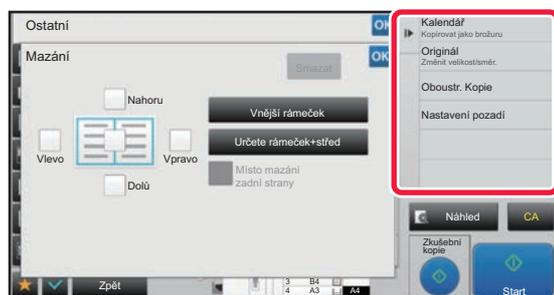 Ostatní
OK
Mazání
OK
Smazat
Nahoru
Vlevo
Vpravo
Dolů
Vnější rámeček
Určete rámeček+střed
Místo mazání
zadní strany
Kalendář
Kopírovat jako brožuru
Originál
Změnit velikost/směr.
Oboustr. Kopie
Nastavení pozadí
Náhled
CA
Zkušební
kopie
Start
Zpět
3 B4
4 A3
A4